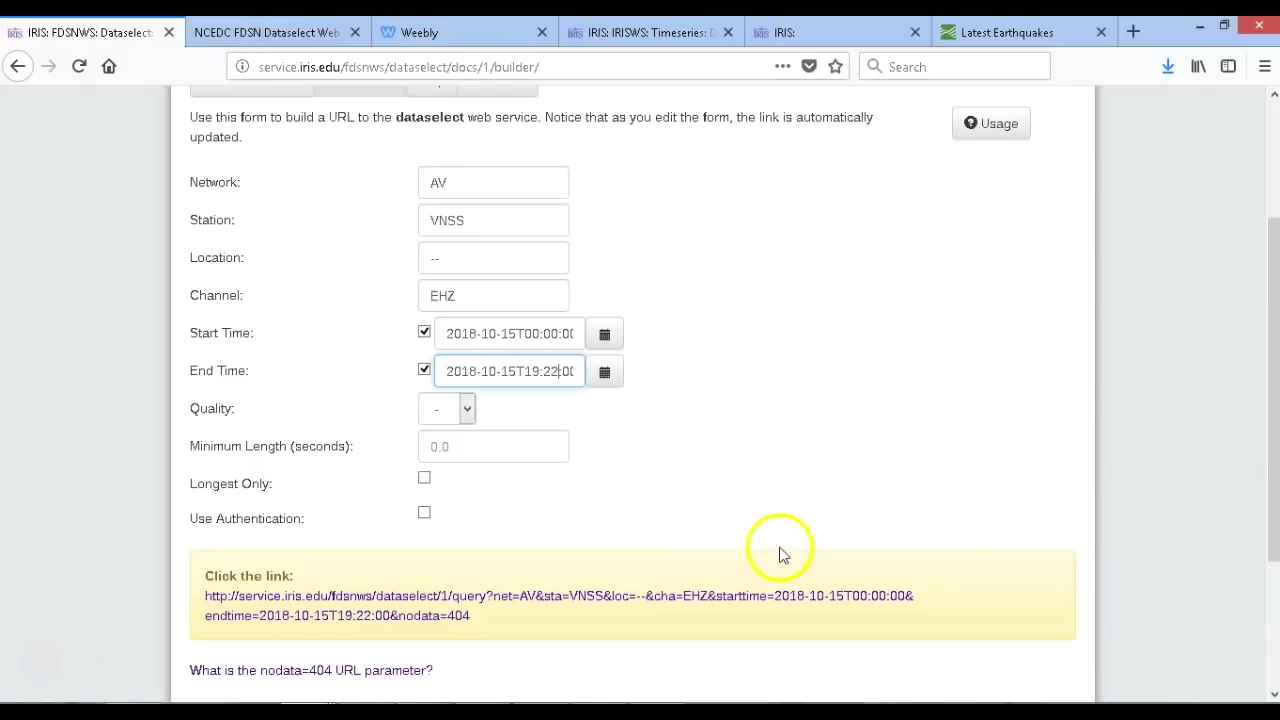 IRIS: FDSNWS: Dataselect: NCEDC FDSN Dataselect Web Weebly IRIS: IRISWS: Timeseries: D IRIS: Latest Earthquakes
service.iris.edu/fdsnws/dataselect/docs/1/builder/ Search
Use this form to build a URL to the dataselect web service. Notice that as you edit the form, the link is automatically
updated.
Usage
Network: AV
Station: VNSS
Location: --
Channel: EHZ
Start Time: 2018-10-15T00:00:00
End Time: 2018-10-15T19:22:00
Quality: -
Minimum Length (seconds): 0.0
Longest Only:
Use Authentication:
Click the link:
http://service.iris.edu/fdsnws/dataselect/1/query?net=AV&sta=VNSS&loc=--&cha=EHZ&starttime=2018-10-15T00:00:00&
endtime=2018-10-15T19:22:00&nodata=404
What is the nodata=404 URL parameter?